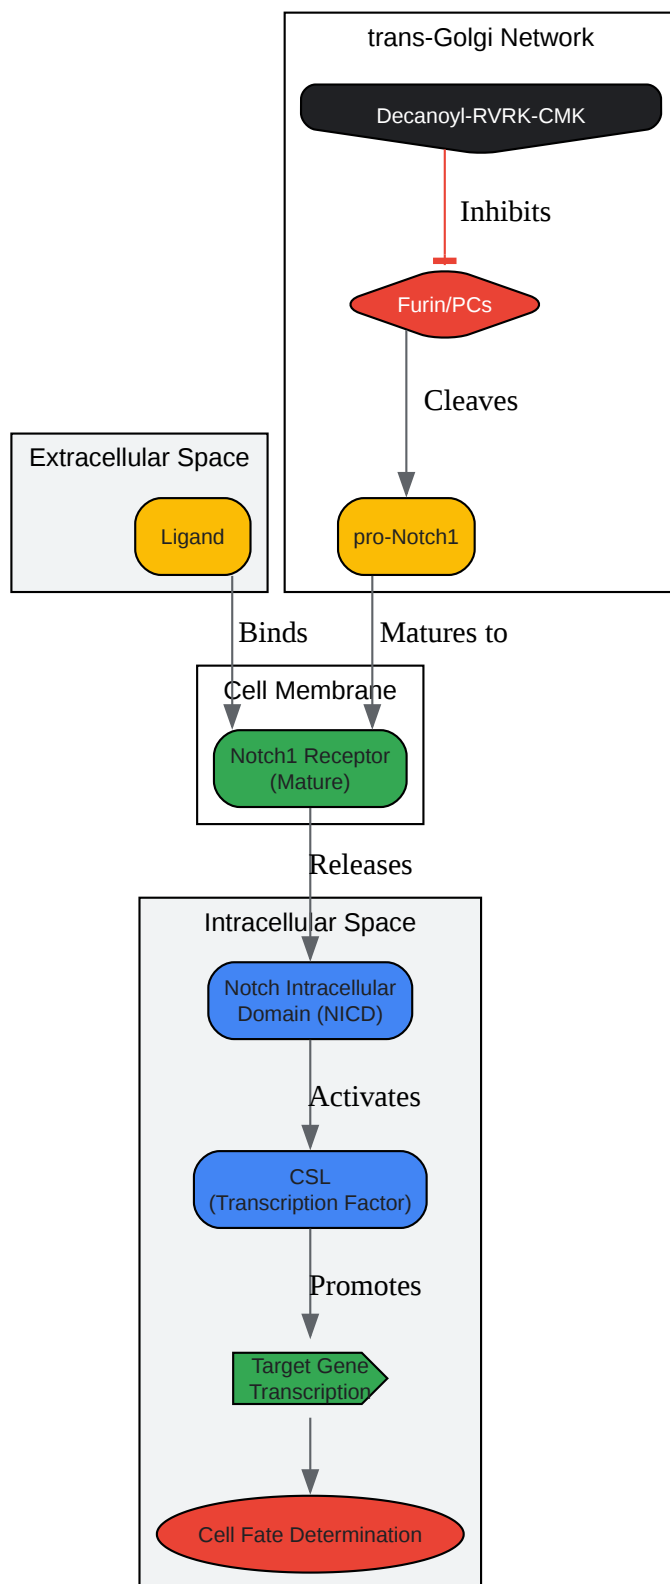 trans-Golgi Network
Decanoyl-RVRK-CMK
Inhibits
Furin/PCs
Cleaves
Extracellular Space
Ligand
pro-Notch1
Binds
Matures to
Cell Membrane
Notch1 Receptor
(Mature)
Releases
Intracellular Space
Notch Intracellular
Domain (NICD)
Activates
CSL
(Transcription Factor)
Promotes
Target Gene
Transcription
Cell Fate Determination